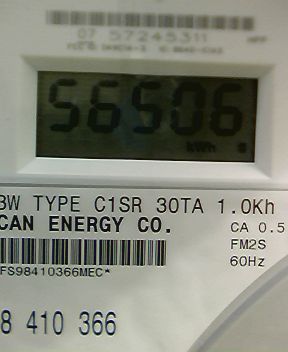 07 57245311
56506
kWh
3W TYPE C1SR 30TA 1.0Kh
CAN ENERGY CO.
CA 0.5
FM2S
60Hz
FS98410366MEC*
8 410 366